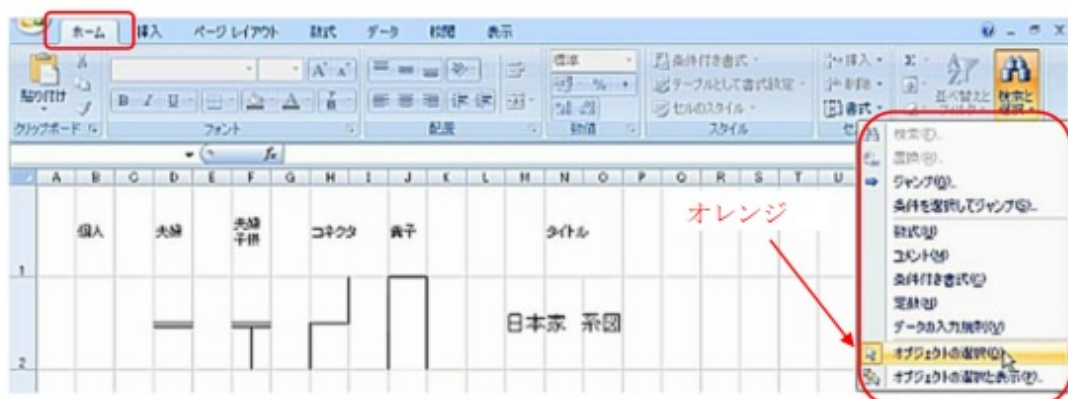 ホーム 挿入 ページ レイアウト 数式 データ 校閲 表示
標準
条件付き書式
挿入
貼り付け
テーブルとして書式設定
削除
B I U
セルのスタイル
書式
並べ替えと フィルタ
検索と 選択
クリップボード フォント 配置 数値 スタイル
fx
検索(F)...
置換(R)...
ジャンプ(G)...
条件を選択してジャンプ(S)...
数式(U)
コメント(M)
条件付き書式(C)
定数(N)
データの入力規則(V)
オブジェクトの選択(O)
オブジェクトの選択と表示(P)...
A B C D E F G H I J K L M N O P Q R S T U
オレンジ
個人 夫婦 夫婦 子供 コネクタ 養子 タイトル
1
日本家 系図
2